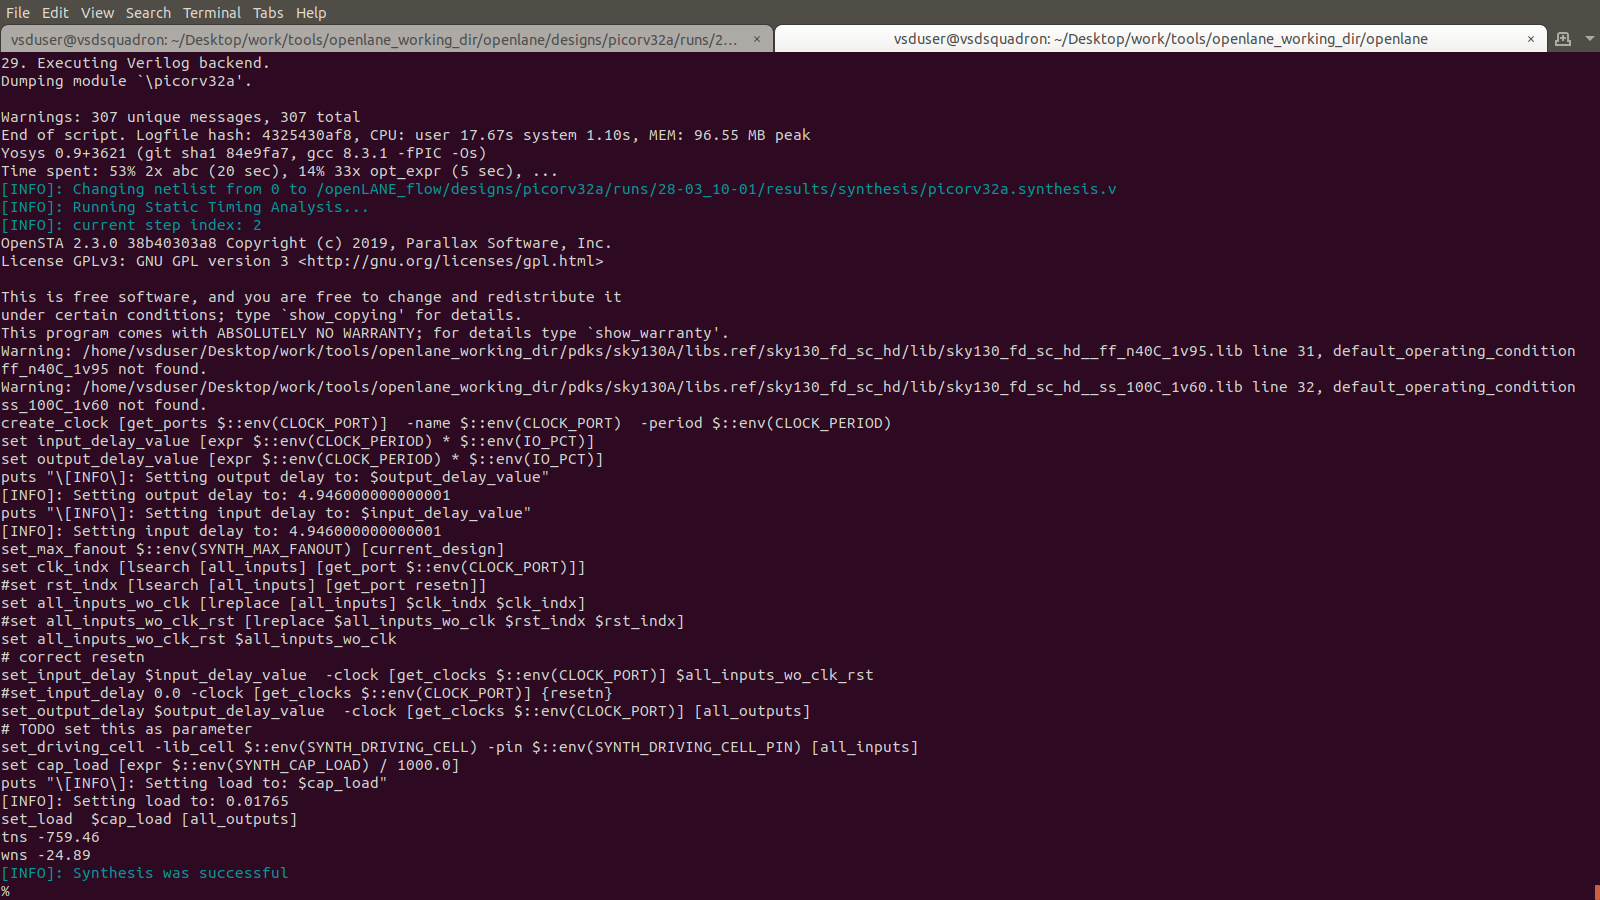 File Edit View Search Terminal Tabs Help
vsduser@vsdsquadron: ~/Desktop/work/tools/openlane_working_dir/openlane/designs/picorv32a/runs/2... ×
vsduser@vsdsquadron: ~/Desktop/work/tools/openlane_working_dir/openlane ×
29. Executing Verilog backend.
Dumping module `\picorv32a'.
Warnings: 307 unique messages, 307 total
End of script. Logfile hash: 4325430af8, CPU: user 17.67s system 1.10s, MEM: 96.55 MB peak
Yosys 0.9+3621 (git sha1 84e9fa7, gcc 8.3.1 -fPIC -Os)
Time spent: 53% 2x abc (20 sec), 14% 33x opt_expr (5 sec), ...
[INFO]: Changing netlist from 0 to /openLANE_flow/designs/picorv32a/runs/28-03_10-01/results/synthesis/picorv32a.synthesis.v
[INFO]: Running Static Timing Analysis...
[INFO]: current step index: 2
OpenSTA 2.3.0 38b40303a8 Copyright (c) 2019, Parallax Software, Inc.
License GPLv3: GNU GPL version 3 <http://gnu.org/licenses/gpl.html>
This is free software, and you are free to change and redistribute it
under certain conditions; type `show_copying' for details.
This program comes with ABSOLUTELY NO WARRANTY; for details type `show_warranty'.
Warning: /home/vsduser/Desktop/work/tools/openlane_working_dir/pdks/sky130A/libs.ref/sky130_fd_sc_hd/lib/sky130_fd_sc_hd__ff_n40C_1v95.lib line 31, default_operating_condition
ff_n40C_1v95 not found.
Warning: /home/vsduser/Desktop/work/tools/openlane_working_dir/pdks/sky130A/libs.ref/sky130_fd_sc_hd/lib/sky130_fd_sc_hd__ss_100C_1v60.lib line 32, default_operating_condition
ss_100C_1v60 not found.
create_clock [get_ports $::env(CLOCK_PORT)]  -name $::env(CLOCK_PORT)  -period $::env(CLOCK_PERIOD)
set input_delay_value [expr $::env(CLOCK_PERIOD) * $::env(IO_PCT)]
set output_delay_value [expr $::env(CLOCK_PERIOD) * $::env(IO_PCT)]
puts "\[INFO\]: Setting output delay to: $output_delay_value"
[INFO]: Setting output delay to: 4.946000000000001
puts "\[INFO\]: Setting input delay to: $input_delay_value"
[INFO]: Setting input delay to: 4.946000000000001
set_max_fanout $::env(SYNTH_MAX_FANOUT) [current_design]
set clk_indx [lsearch [all_inputs] [get_port $::env(CLOCK_PORT)]]
#set rst_indx [lsearch [all_inputs] [get_port resetn]]
set all_inputs_wo_clk [lreplace [all_inputs] $clk_indx $clk_indx]
#set all_inputs_wo_clk_rst [lreplace $all_inputs_wo_clk $rst_indx $rst_indx]
set all_inputs_wo_clk_rst $all_inputs_wo_clk
# correct resetn
set_input_delay $input_delay_value  -clock [get_clocks $::env(CLOCK_PORT)] $all_inputs_wo_clk_rst
#set_input_delay 0.0 -clock [get_clocks $::env(CLOCK_PORT)] {resetn}
set_output_delay $output_delay_value  -clock [get_clocks $::env(CLOCK_PORT)] [all_outputs]
# TODO set this as parameter
set_driving_cell -lib_cell $::env(SYNTH_DRIVING_CELL) -pin $::env(SYNTH_DRIVING_CELL_PIN) [all_inputs]
set cap_load [expr $::env(SYNTH_CAP_LOAD) / 1000.0]
puts "\[INFO\]: Setting load to: $cap_load"
[INFO]: Setting load to: 0.01765
set_load  $cap_load [all_outputs]
tns -759.46
wns -24.89
[INFO]: Synthesis was successful
%